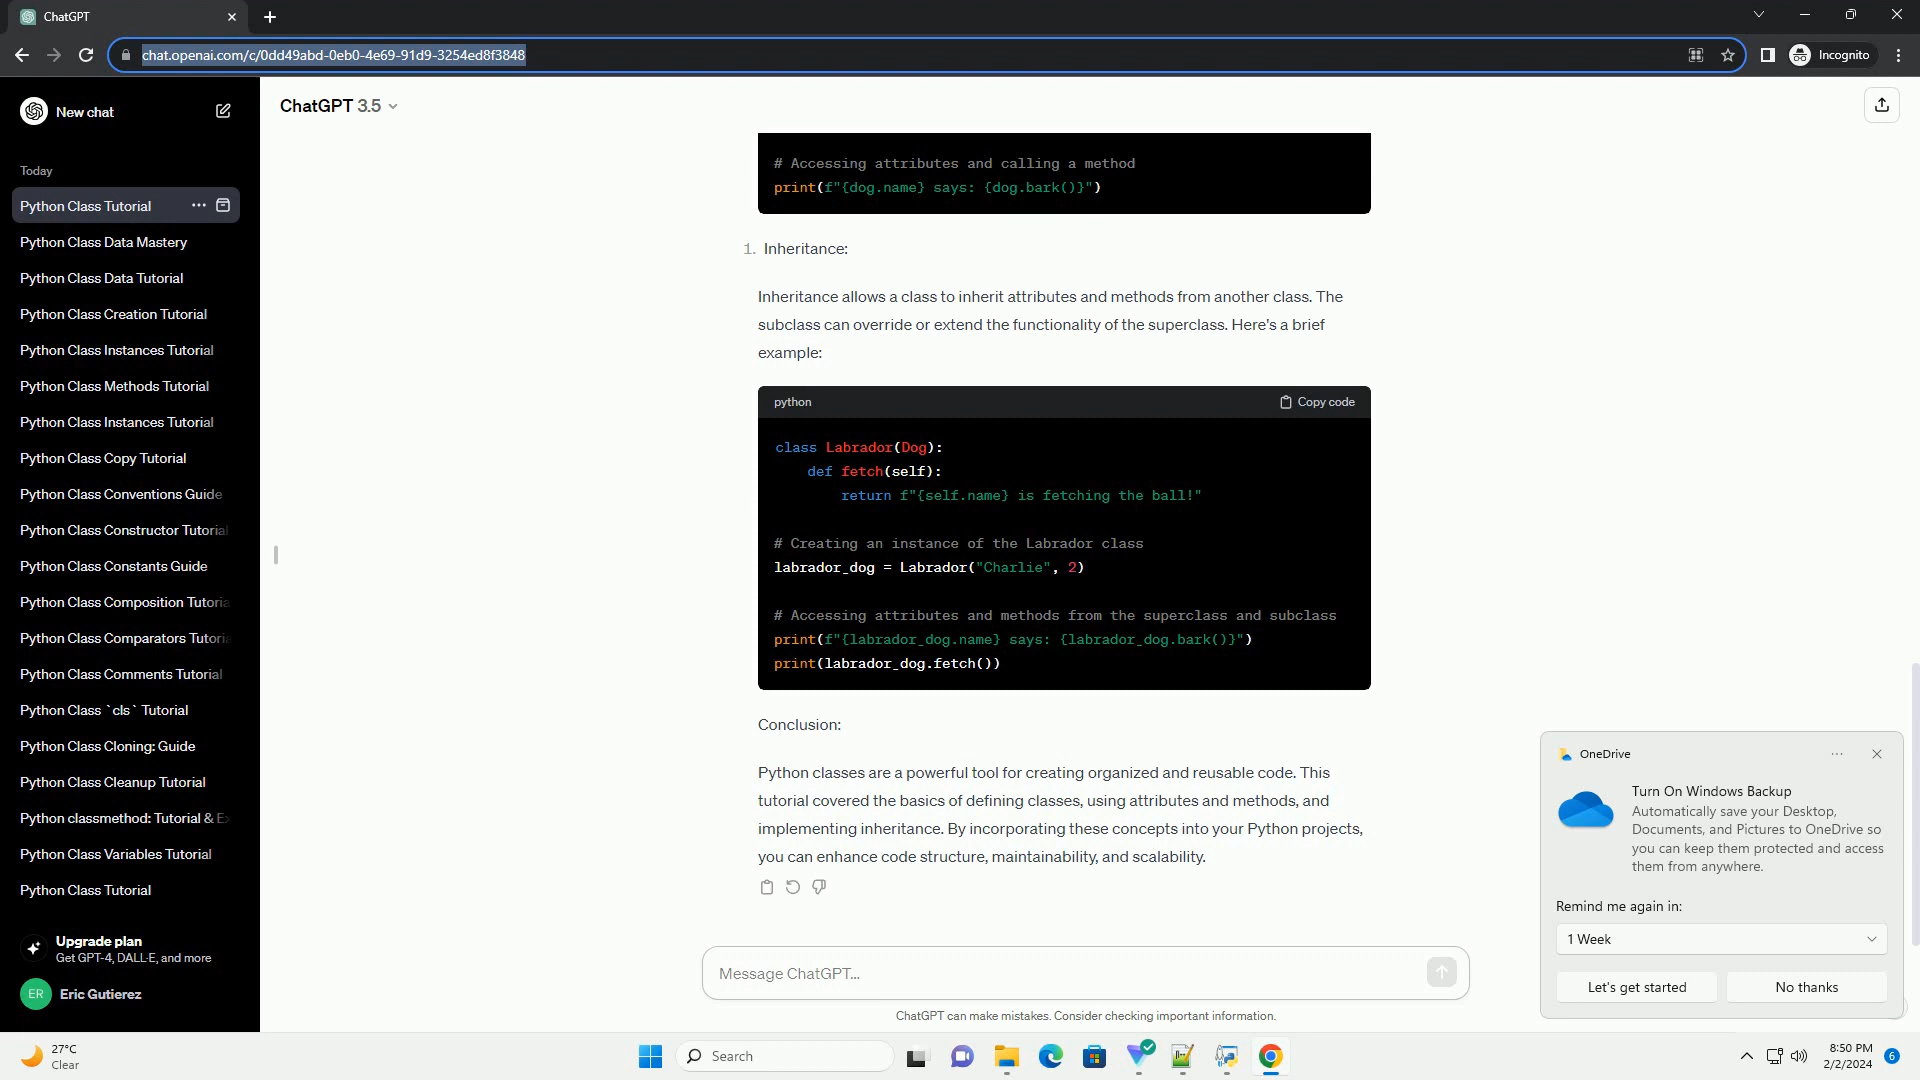 ChatGPT
chat.openai.com/c/0dd49abd-0eb0-4e69-91d9-3254ed8f3848
Incognito
New chat
Today
Python Class Tutorial
Python Class Data Mastery
Python Class Data Tutorial
Python Class Creation Tutorial
Python Class Instances Tutorial
Python Class Methods Tutorial
Python Class Instances Tutorial
Python Class Copy Tutorial
Python Class Conventions Guide
Python Class Constructor Tutorial
Python Class Constants Guide
Python Class Composition Tutoria
Python Class Comparators Tutoria
Python Class Comments Tutorial
Python Class `cls` Tutorial
Python Class Cloning: Guide
Python Class Cleanup Tutorial
Python classmethod: Tutorial & Ex
Python Class Variables Tutorial
Python Class Tutorial
Upgrade plan
Get GPT-4, DALL·E, and more
ER
Eric Gutierez
ChatGPT 3.5
# Accessing attributes and calling a method
print(f"{dog.name} says: {dog.bark()}")
1. Inheritance:
Inheritance allows a class to inherit attributes and methods from another class. The
subclass can override or extend the functionality of the superclass. Here's a brief
example:
python
Copy code
class Labrador(Dog):
    def fetch(self):
        return f"{self.name} is fetching the ball!"
# Creating an instance of the Labrador class
labrador_dog = Labrador("Charlie", 2)
# Accessing attributes and methods from the superclass and subclass
print(f"{labrador_dog.name} says: {labrador_dog.bark()}")
print(labrador_dog.fetch())
Conclusion:
Python classes are a powerful tool for creating organized and reusable code. This
tutorial covered the basics of defining classes, using attributes and methods, and
implementing inheritance. By incorporating these concepts into your Python projects,
you can enhance code structure, maintainability, and scalability.
Message ChatGPT...
ChatGPT can make mistakes. Consider checking important information.
OneDrive
Turn On Windows Backup
Automatically save your Desktop,
Documents, and Pictures to OneDrive so
you can keep them protected and access
them from anywhere.
Remind me again in:
1 Week
Let's get started
No thanks
27°C
Clear
Search
8:50 PM
2/2/2024
6